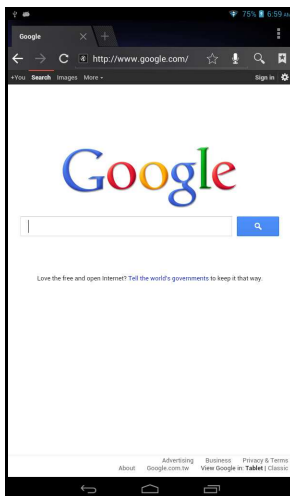 75% 6:59 AM
Google
http://www.google.com/
+You Search Images More
Sign in
Google
Love the free and open Internet? Tell the world's governments to keep it that way.
Advertising Business Privacy & Terms
About Google.com.tw View Google in: Tablet | Classic